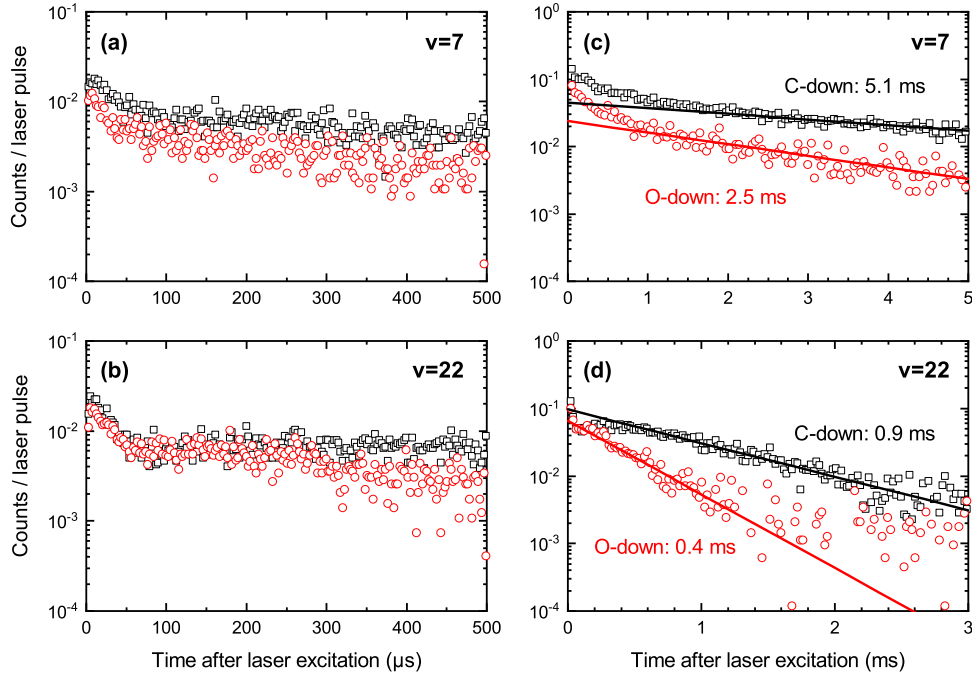 (a)
v=7
10⁻¹
10⁻²
10⁻³
10⁻⁴
0
100
200
300
400
500
Counts / laser pulse
(c)
v=7
10⁰
10⁻¹
10⁻²
10⁻³
10⁻⁴
C-down: 5.1 ms
O-down: 2.5 ms
0
1
2
3
4
5
(b)
v=22
10⁻¹
10⁻²
10⁻³
10⁻⁴
0
100
200
300
400
500
Counts / laser pulse
Time after laser excitation (µs)
(d)
v=22
10⁰
10⁻¹
10⁻²
10⁻³
10⁻⁴
C-down: 0.9 ms
O-down: 0.4 ms
0
1
2
3
Time after laser excitation (ms)